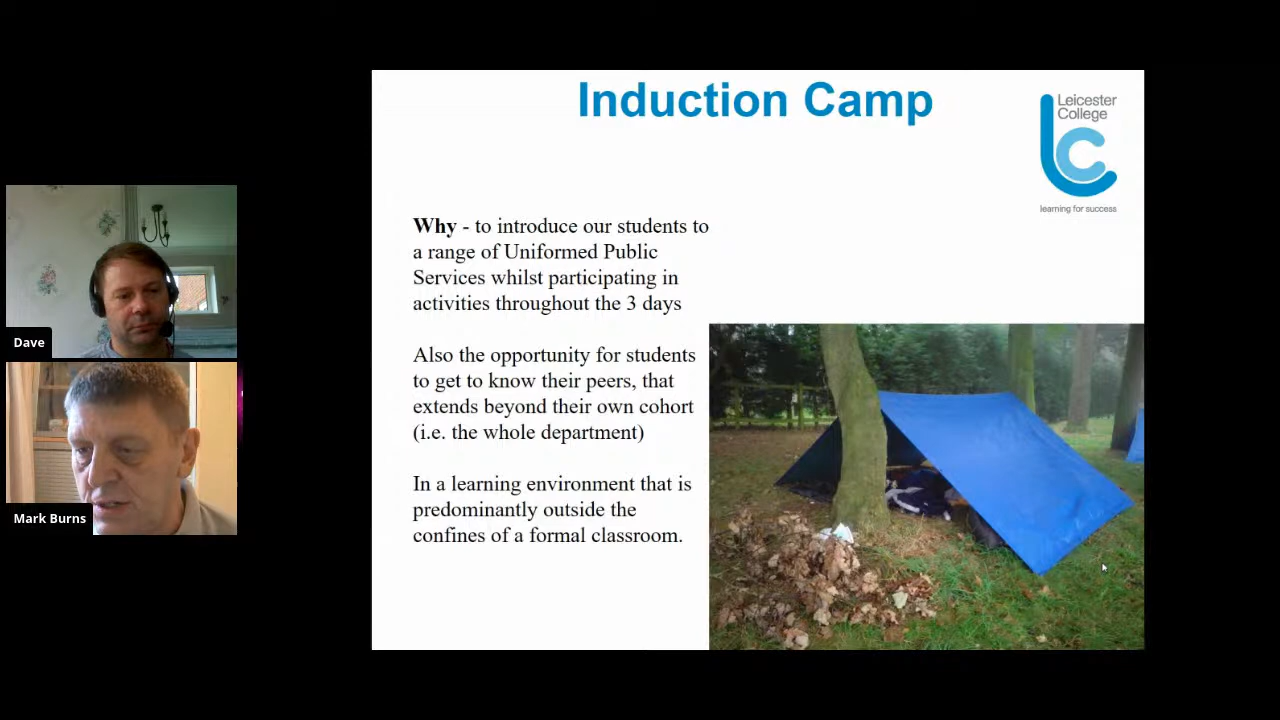 Induction Camp
Leicester
College
learning for success
Why - to introduce our students to
a range of Uniformed Public
Services whilst participating in
activities throughout the 3 days
Also the opportunity for students
to get to know their peers, that
extends beyond their own cohort
(i.e. the whole department)
In a learning environment that is
predominantly outside the
confines of a formal classroom.
Dave
Mark Burns